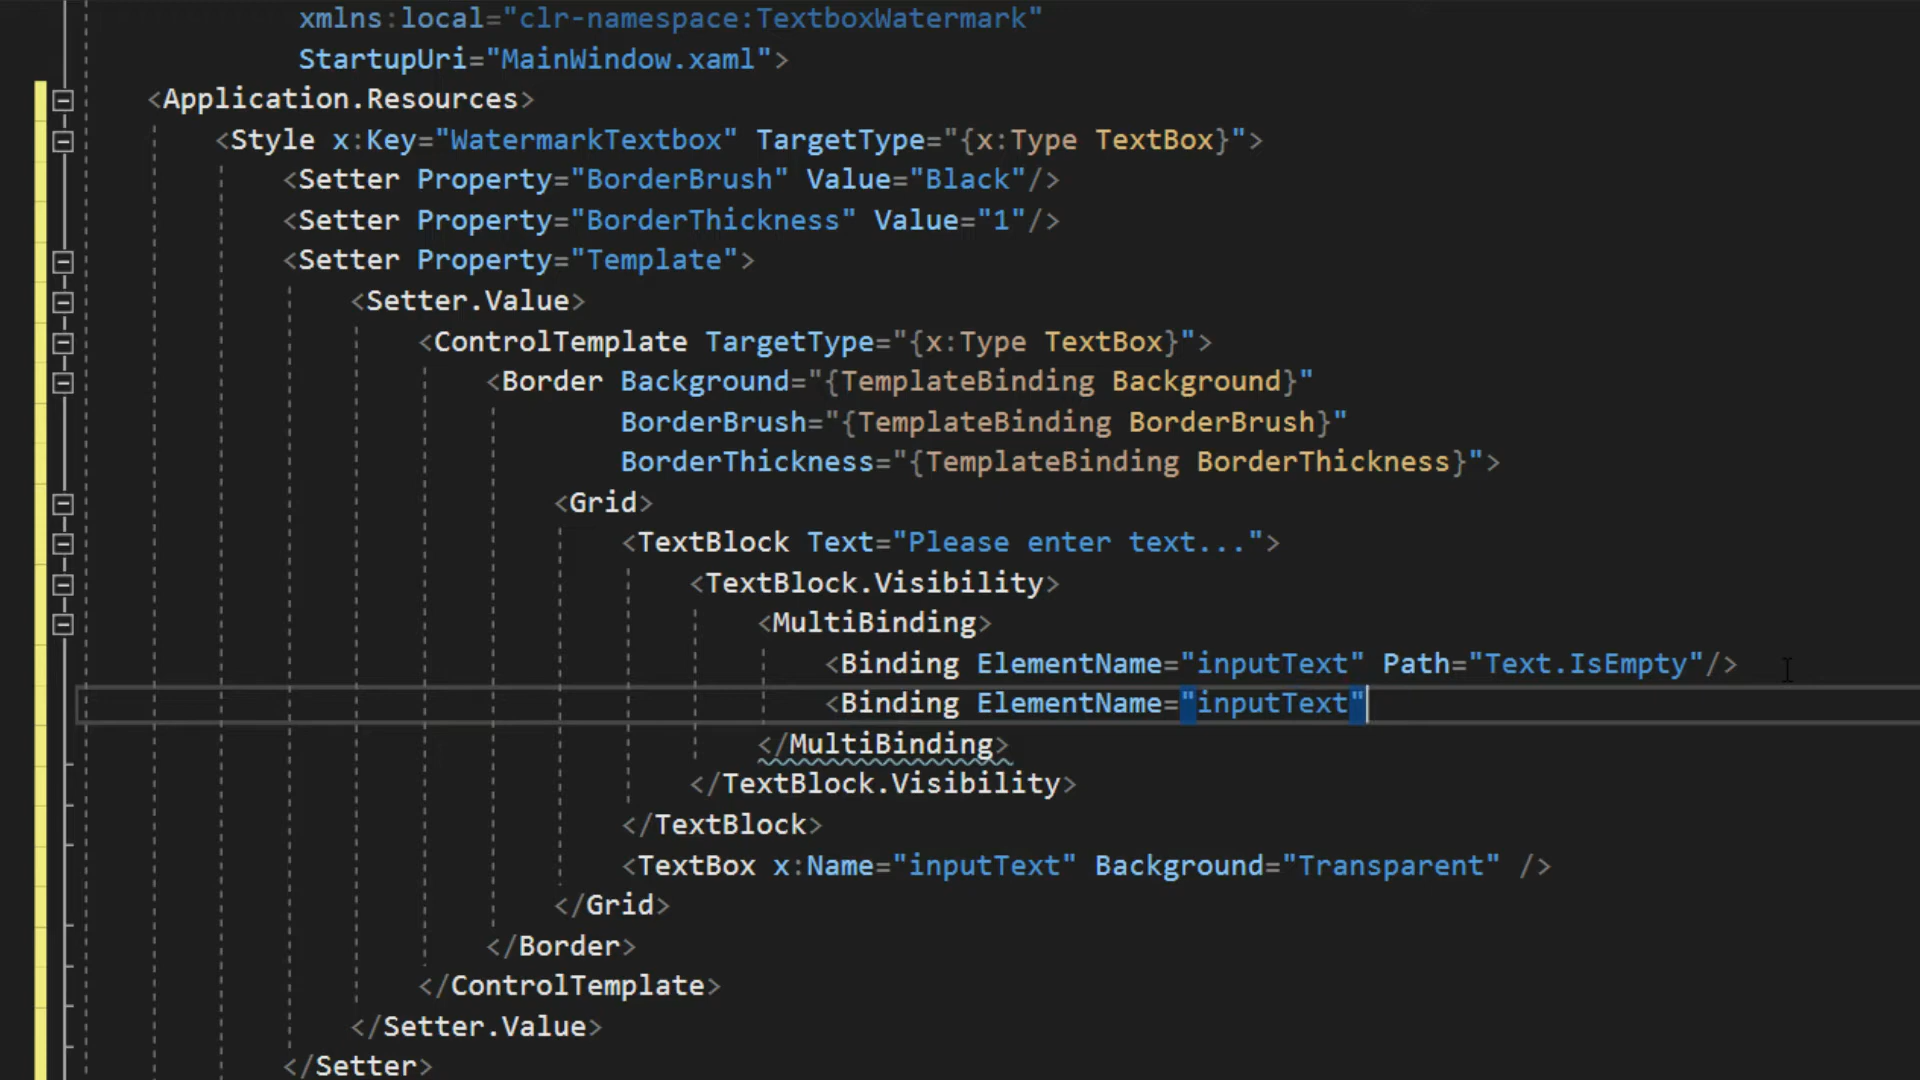 xmlns:local="clr-namespace:TextboxWatermark"
StartupUri="MainWindow.xaml">
<Application.Resources>
<Style x:Key="WatermarkTextbox" TargetType="{x:Type TextBox}">
<Setter Property="BorderBrush" Value="Black"/>
<Setter Property="BorderThickness" Value="1"/>
<Setter Property="Template">
<Setter.Value>
<ControlTemplate TargetType="{x:Type TextBox}">
<Border Background="{TemplateBinding Background}"
BorderBrush="{TemplateBinding BorderBrush}"
BorderThickness="{TemplateBinding BorderThickness}">
<Grid>
<TextBlock Text="Please enter text...">
<TextBlock.Visibility>
<MultiBinding>
<Binding ElementName="inputText" Path="Text.IsEmpty"/>
<Binding ElementName="inputText"
</MultiBinding>
</TextBlock.Visibility>
</TextBlock>
<TextBox x:Name="inputText" Background="Transparent" />
</Grid>
</Border>
</ControlTemplate>
</Setter.Value>
</Setter>